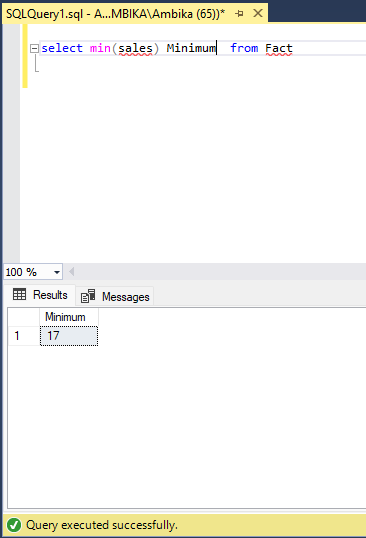 SQLQuery1.sql - A...MBIKA\Ambika (65))*
select min(sales) Minimum  from Fact
100 %
Results Messages
Minimum
1 17
Query executed successfully.